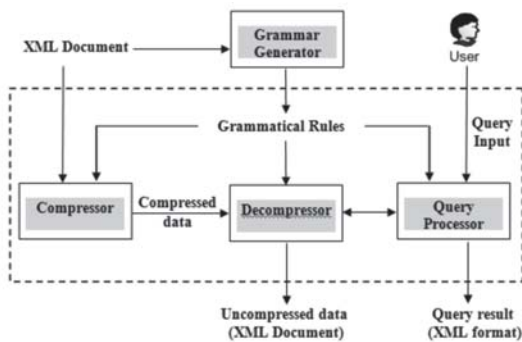 XML Document
Grammar
Generator
User
Grammatical Rules
Query
Input
Compressor
Compressed
data
Decompressor
Query
Processor
Uncompressed data
(XML Document)
Query result
(XML format)